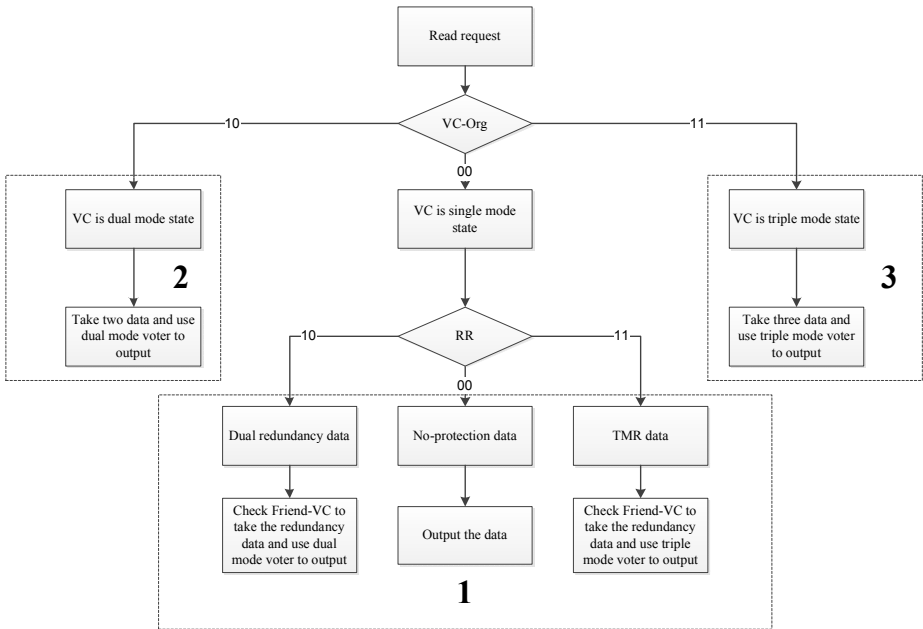 Read request
VC-Org
10
11
00
VC is dual mode state
VC is single mode
state
VC is triple mode state
2
3
Take two data and use
dual mode voter to
output
RR
Take three data and
use triple mode voter
to output
10
11
00
Dual redundancy data
No-protection data
TMR data
Check Friend-VC to
take the redundancy
data and use dual
mode voter to output
Output the data
Check Friend-VC to
take the redundancy
data and use triple
mode voter to output
1